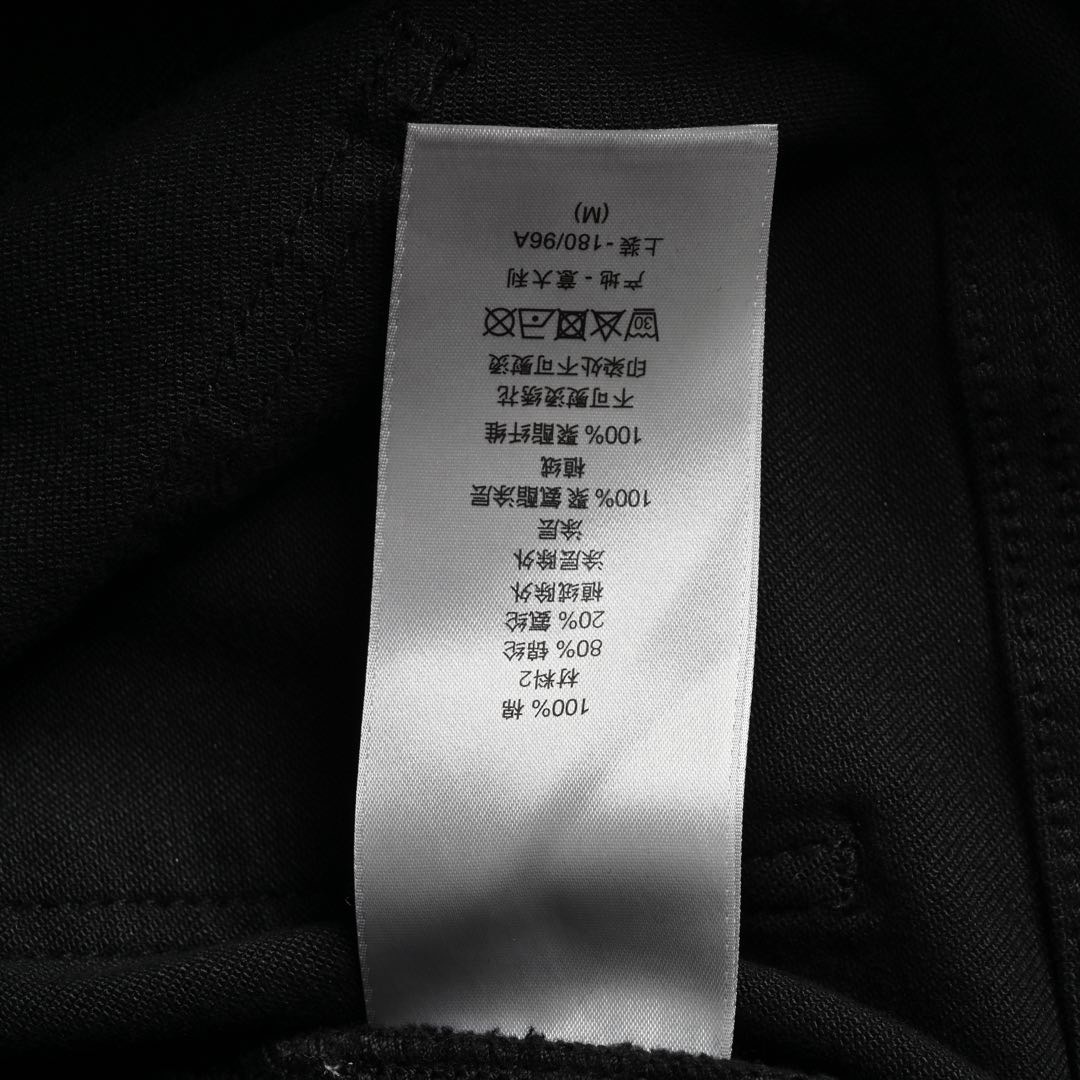 100% 棉
材料2
80% 锦纶
20% 氨纶
植绒除外
涂层除外
涂层
100% 聚氨酯涂层
植绒
100% 聚酯纤维
不可熨烫绣花
印染处不可熨烫
30
产地 - 意大利
上装 - 180/96A
(M)